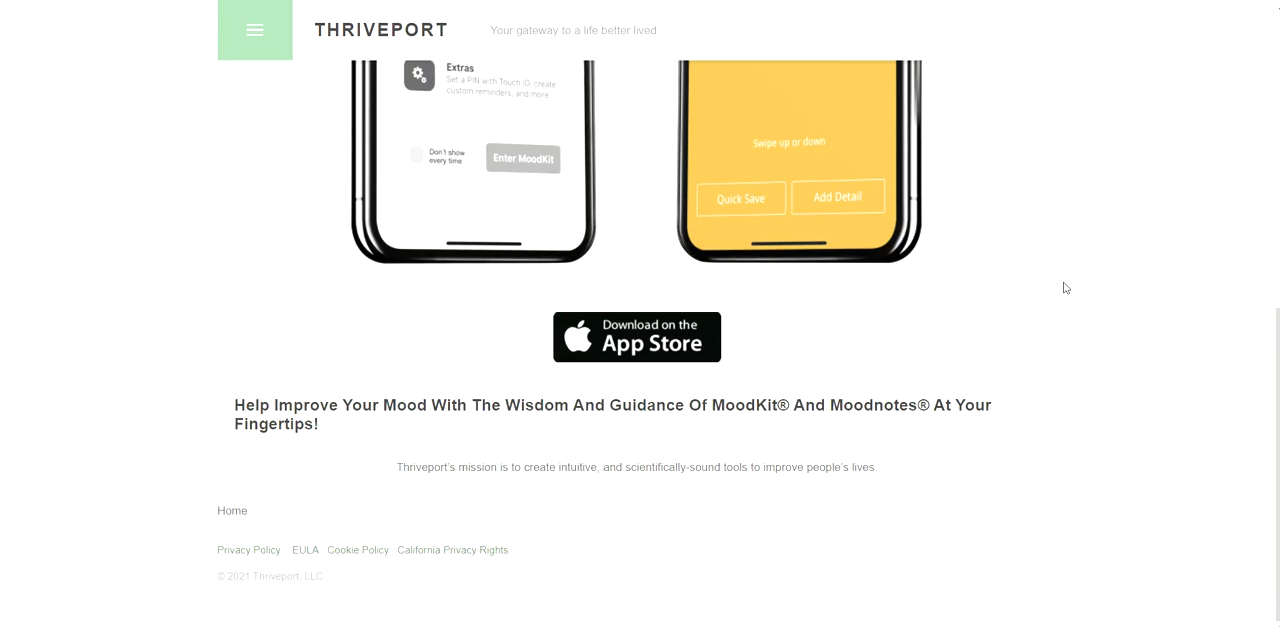 THRIVEPORT
Your gateway to a life better lived
Extras
Set a PIN with Touch ID, create
custom reminders, and more
Don't show
every time
Enter MoodKit
Swipe up or down
Quick Save
Add Detail
Download on the
App Store
Help Improve Your Mood With The Wisdom And Guidance Of MoodKit® And Moodnotes® At Your
Fingertips!
Thriveport's mission is to create intuitive, and scientifically-sound tools to improve people's lives.
Home
Privacy Policy EULA Cookie Policy California Privacy Rights
© 2021 Thriveport, LLC